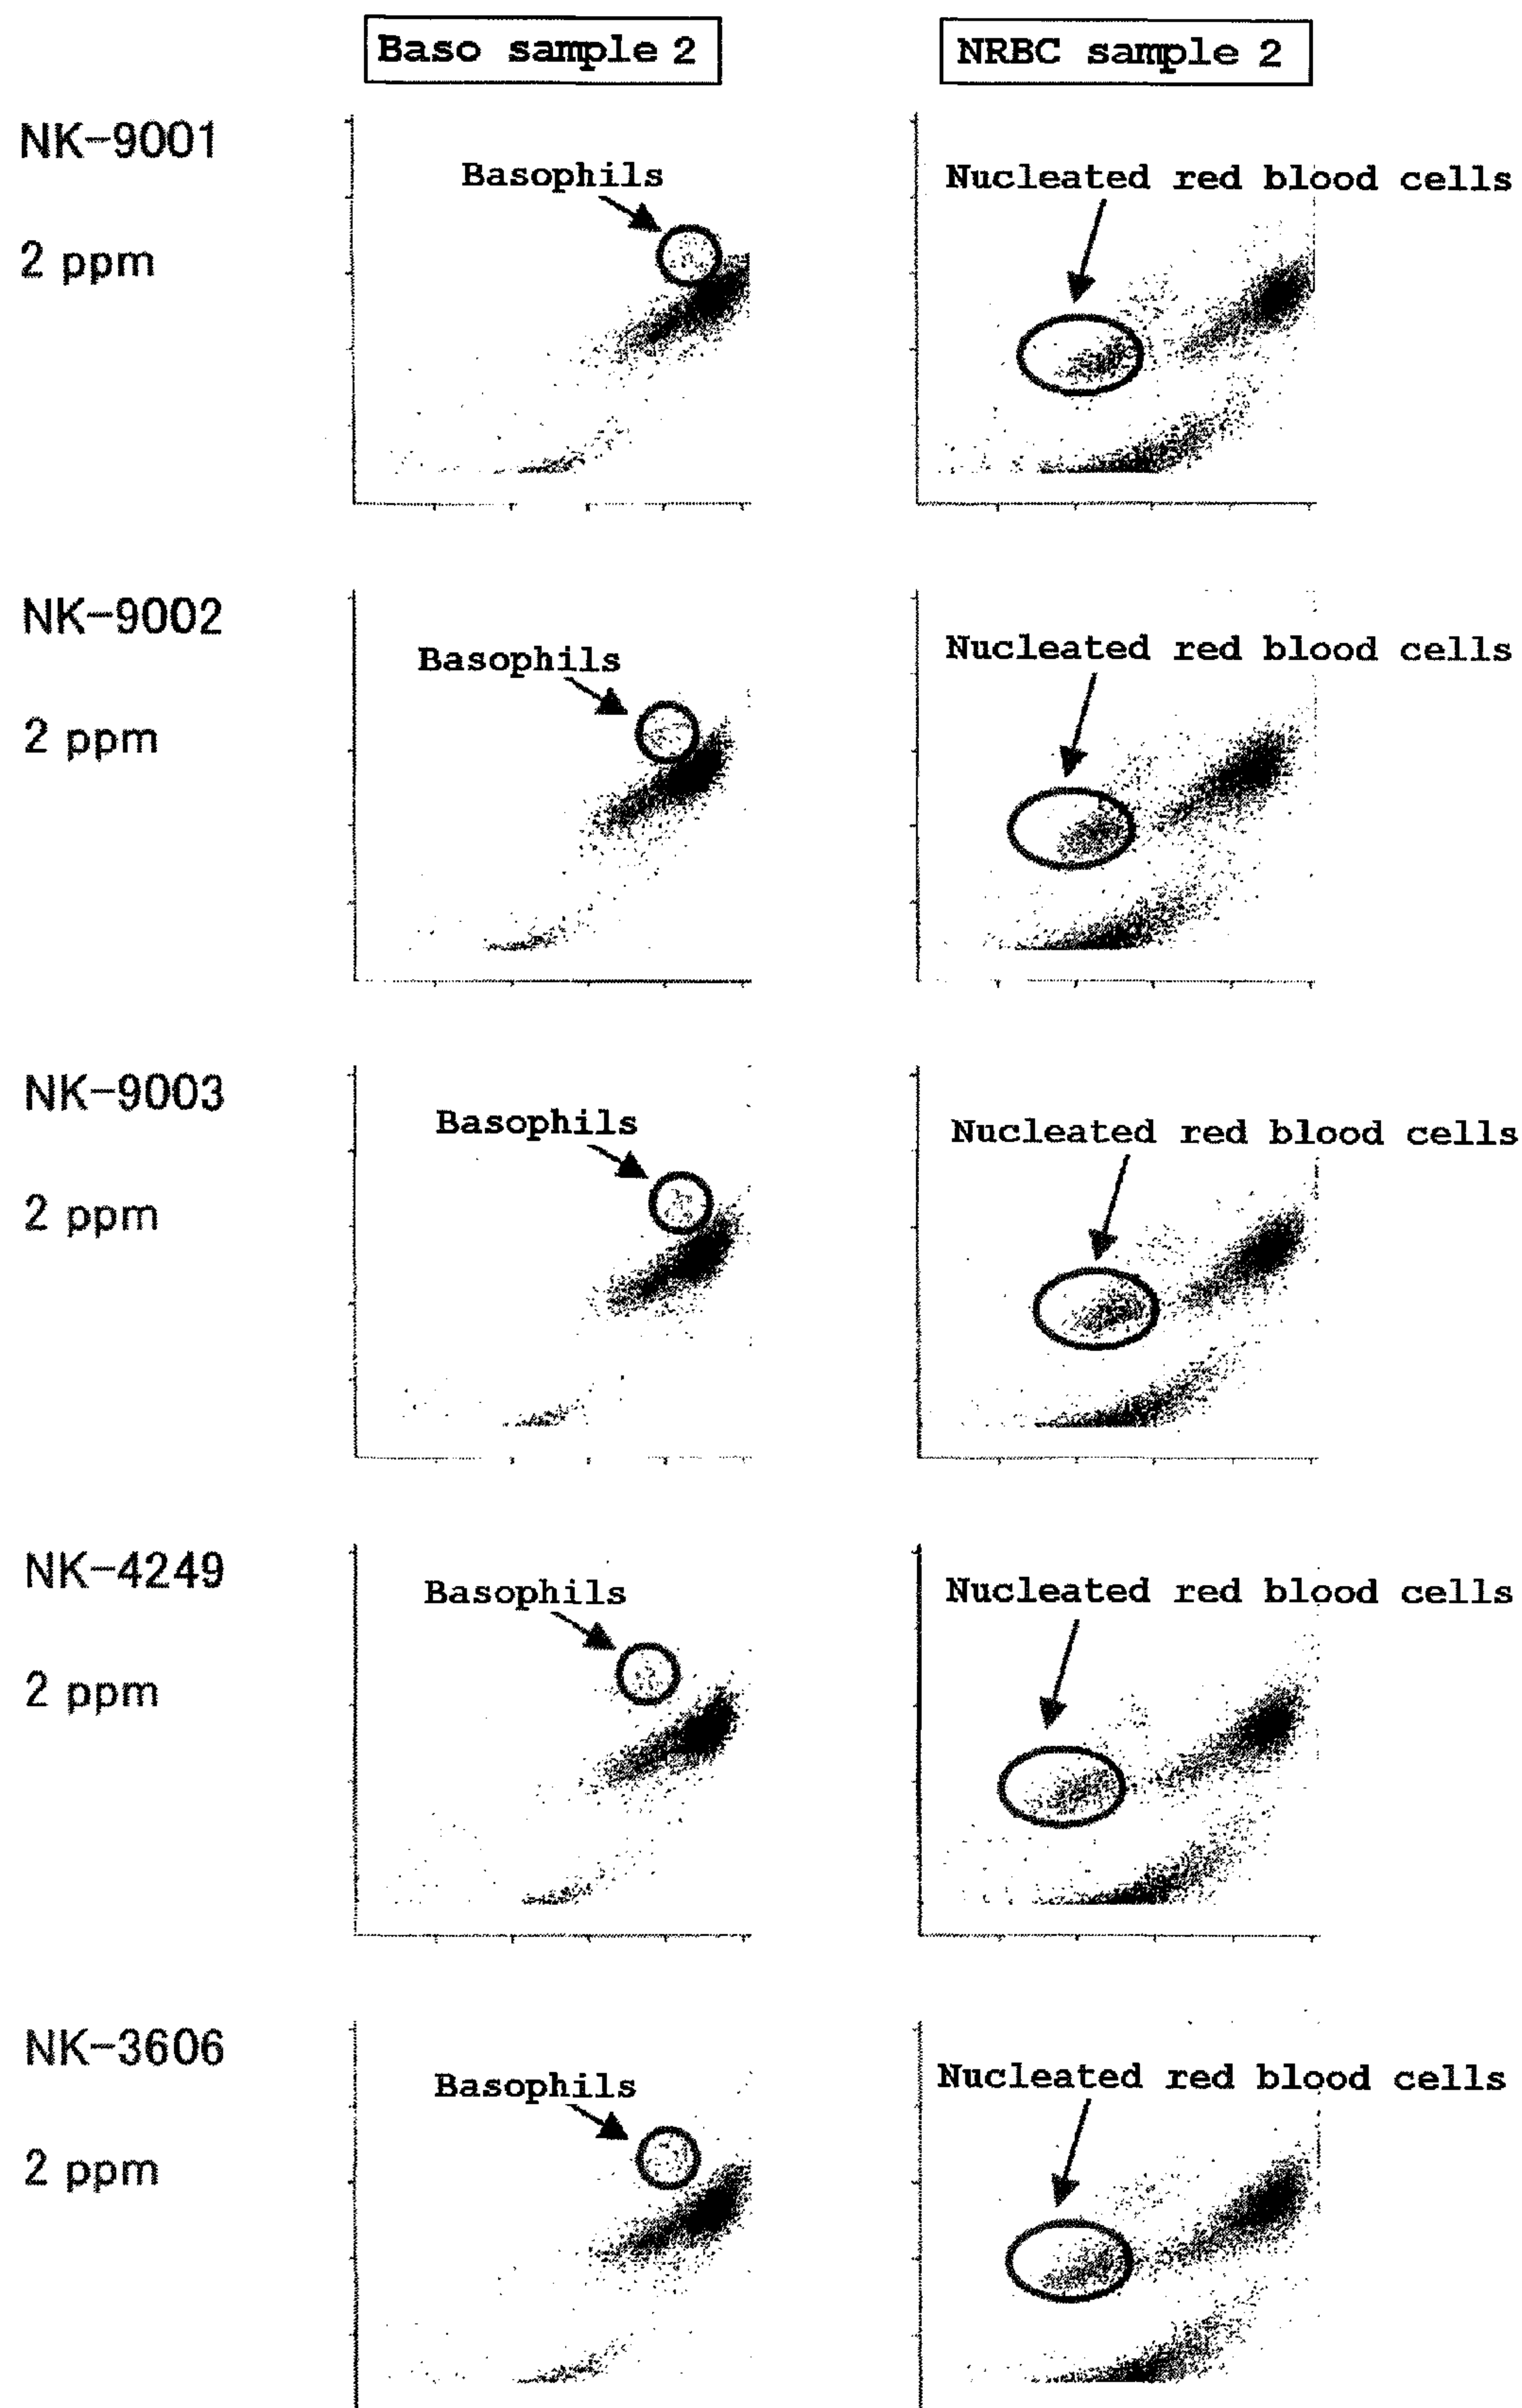 Baso sample 2
NRBC sample 2
NK-9001
2 ppm
Basophils
Nucleated red blood cells
NK-9002
2 ppm
Basophils
Nucleated red blood cells
NK-9003
2 ppm
Basophils
Nucleated red blood cells
NK-4249
2 ppm
Basophils
Nucleated red blood cells
NK-3606
2 ppm
Basophils
Nucleated red blood cells